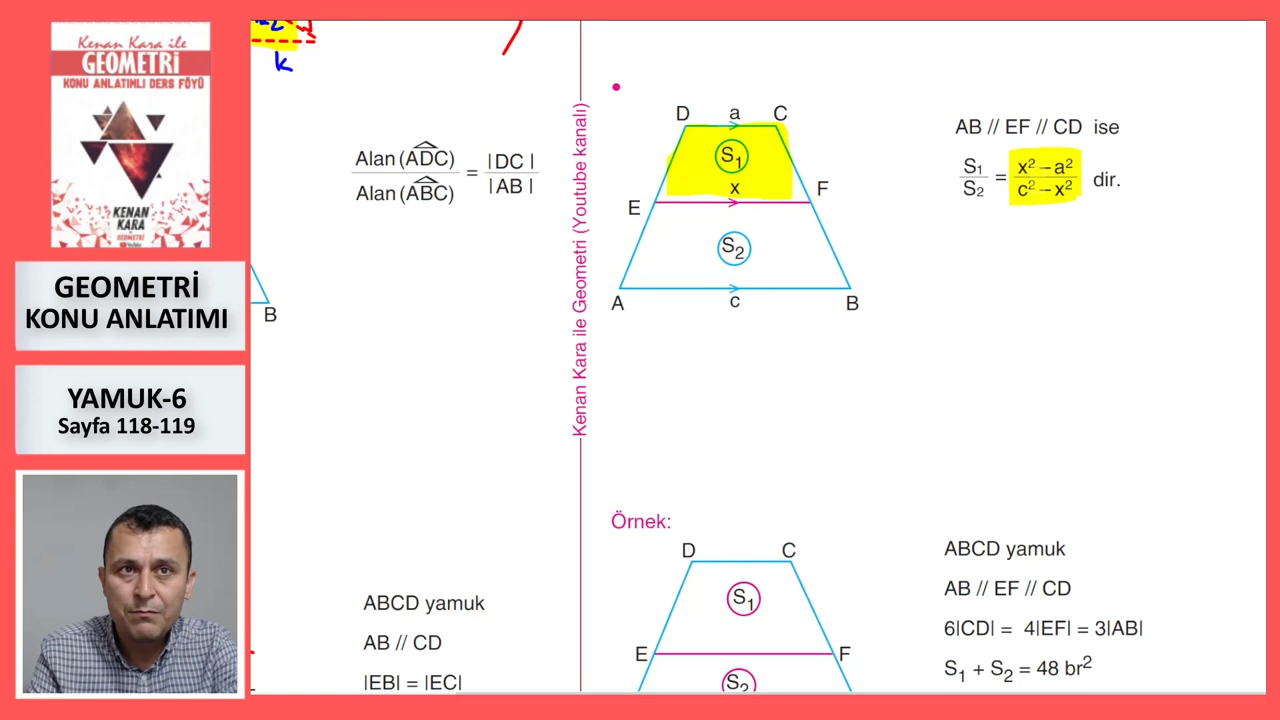 Kenan Kara ile
GEOMETRİ
KONU ANLATIMLI DERS FÖYÜ
KENAN
KARA
GEOMETRİ
YouTube
GEOMETRİ
KONU ANLATIMI
YAMUK-6
Sayfa 118-119
k
Alan (ADC) / Alan (ABC) = |DC| / |AB|
B
ABCD yamuk
AB // CD
|EB| = |EC|
Kenan Kara ile Geometri (Youtube kanalı)
D a C
S1
x
E F
S2
A c B
AB // EF // CD ise
S1 / S2 = x² – a² / c² – x² dir.
Örnek:
D C
S1
E F
S2
ABCD yamuk
AB // EF // CD
6|CD| = 4|EF| = 3|AB|
S1 + S2 = 48 br²